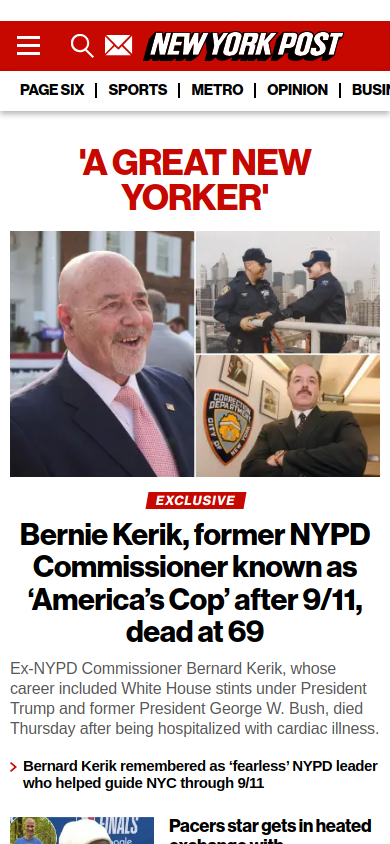 NEW YORK POST
PAGE SIX | SPORTS | METRO | OPINION | BUSIN
'A GREAT NEW
YORKER'
CORRECTION
DEPARTMENT
CITY OF
EXCLUSIVE
Bernie Kerik, former NYPD
Commissioner known as
‘America’s Cop’ after 9/11,
dead at 69
Ex-NYPD Commissioner Bernard Kerik, whose
career included White House stints under President
Trump and former President George W. Bush, died
Thursday after being hospitalized with cardiac illness.
Bernard Kerik remembered as ‘fearless’ NYPD leader
who helped guide NYC through 9/11
FINALS
Pacers star gets in heated
exchange with